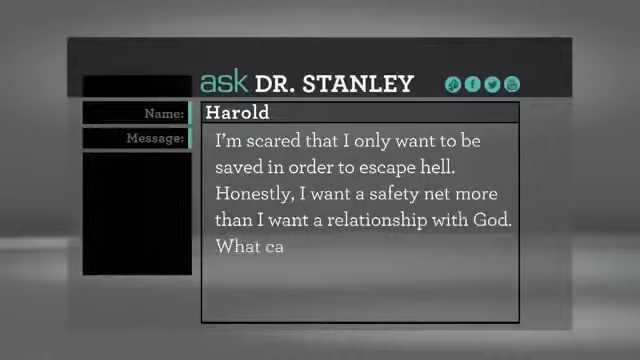 ask DR. STANLEY
Name:
Harold
Message:
I'm scared that I only want to be
saved in order to escape hell.
Honestly, I want a safety net more
than I want a relationship with God.
What ca